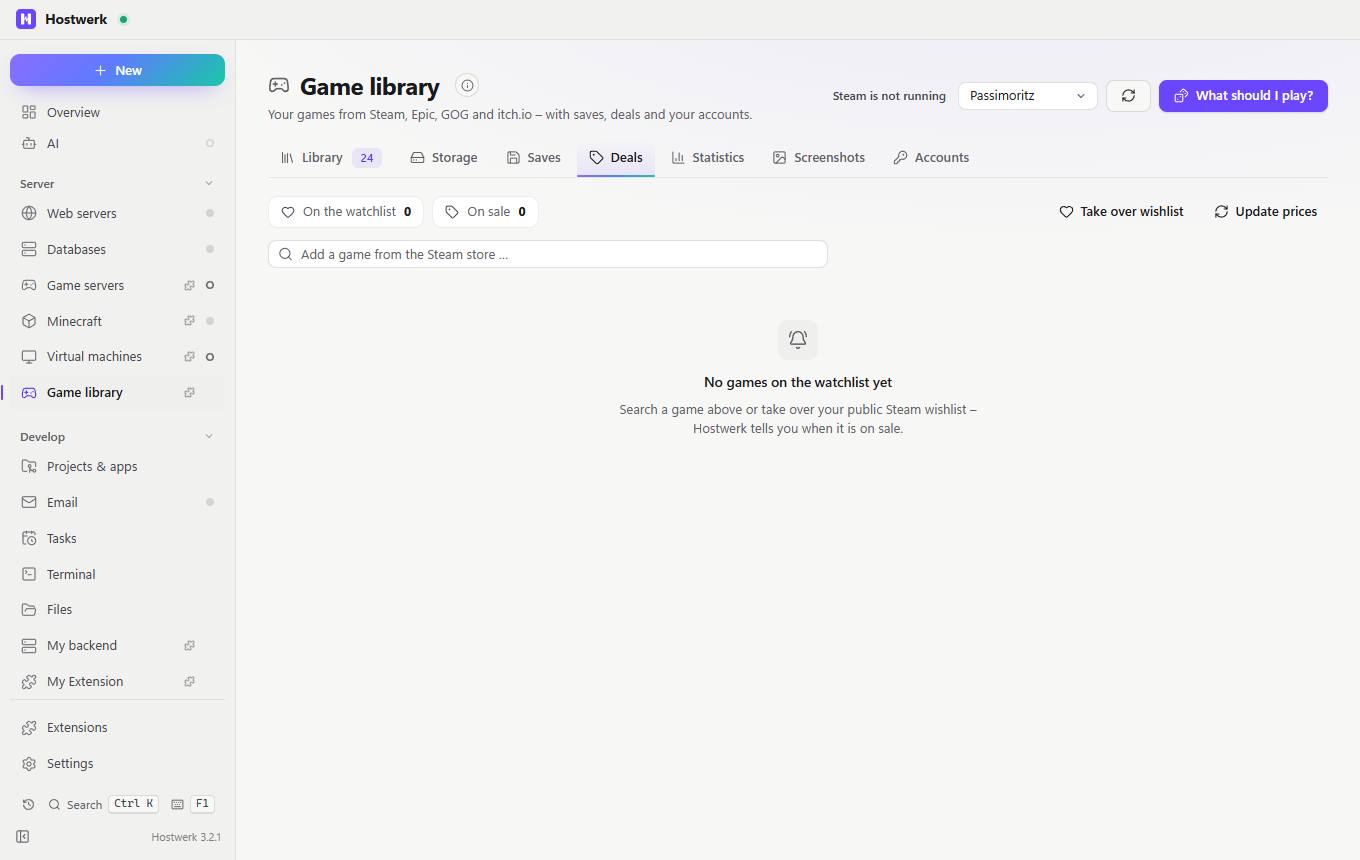 Hostwerk
New
Overview
AI
Server
Web servers
Databases
Game servers
Minecraft
Virtual machines
Game library
Develop
Projects & apps
Email
Tasks
Terminal
Files
My backend
My Extension
Extensions
Settings
Search Ctrl K F1
Hostwerk 3.2.1
Game library
Your games from Steam, Epic, GOG and itch.io – with saves, deals and your accounts.
Steam is not running Passimoritz What should I play?
Library 24 Storage Saves Deals Statistics Screenshots Accounts
On the watchlist 0 On sale 0 Take over wishlist Update prices
Add a game from the Steam store ...
No games on the watchlist yet
Search a game above or take over your public Steam wishlist –
Hostwerk tells you when it is on sale.